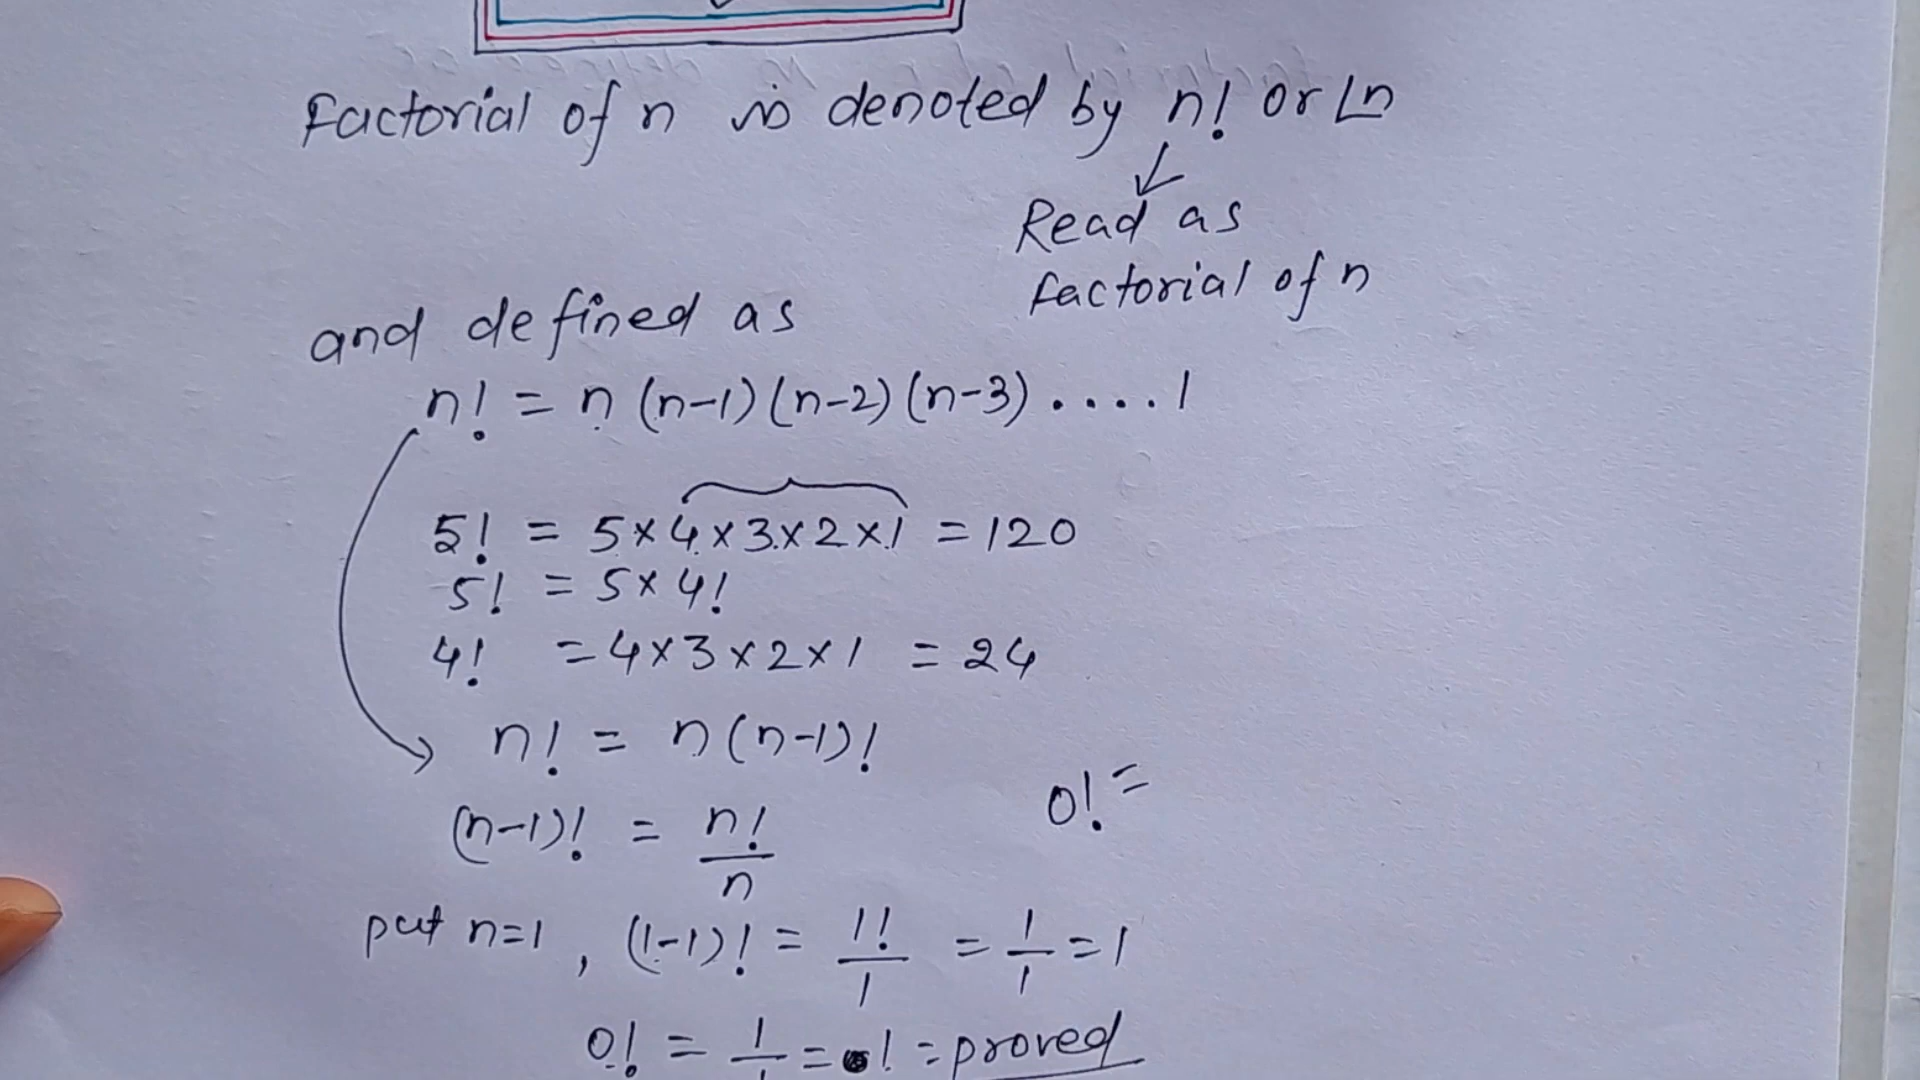 Factorial of n is denoted by n! or ∟n
↓
Read as
factorial of n
and defined as
n! = n (n-1) (n-2) (n-3) .... 1
5! = 5 × 4 × 3 × 2 × 1 = 120
5! = 5 × 4!
4! = 4 × 3 × 2 × 1 = 24
n! = n (n-1)!
0! =
(n-1)! = n!/n
put n=1 , (1-1)! = 1!/1 = 1/1 = 1
0! = 1/1 = 1 = proved